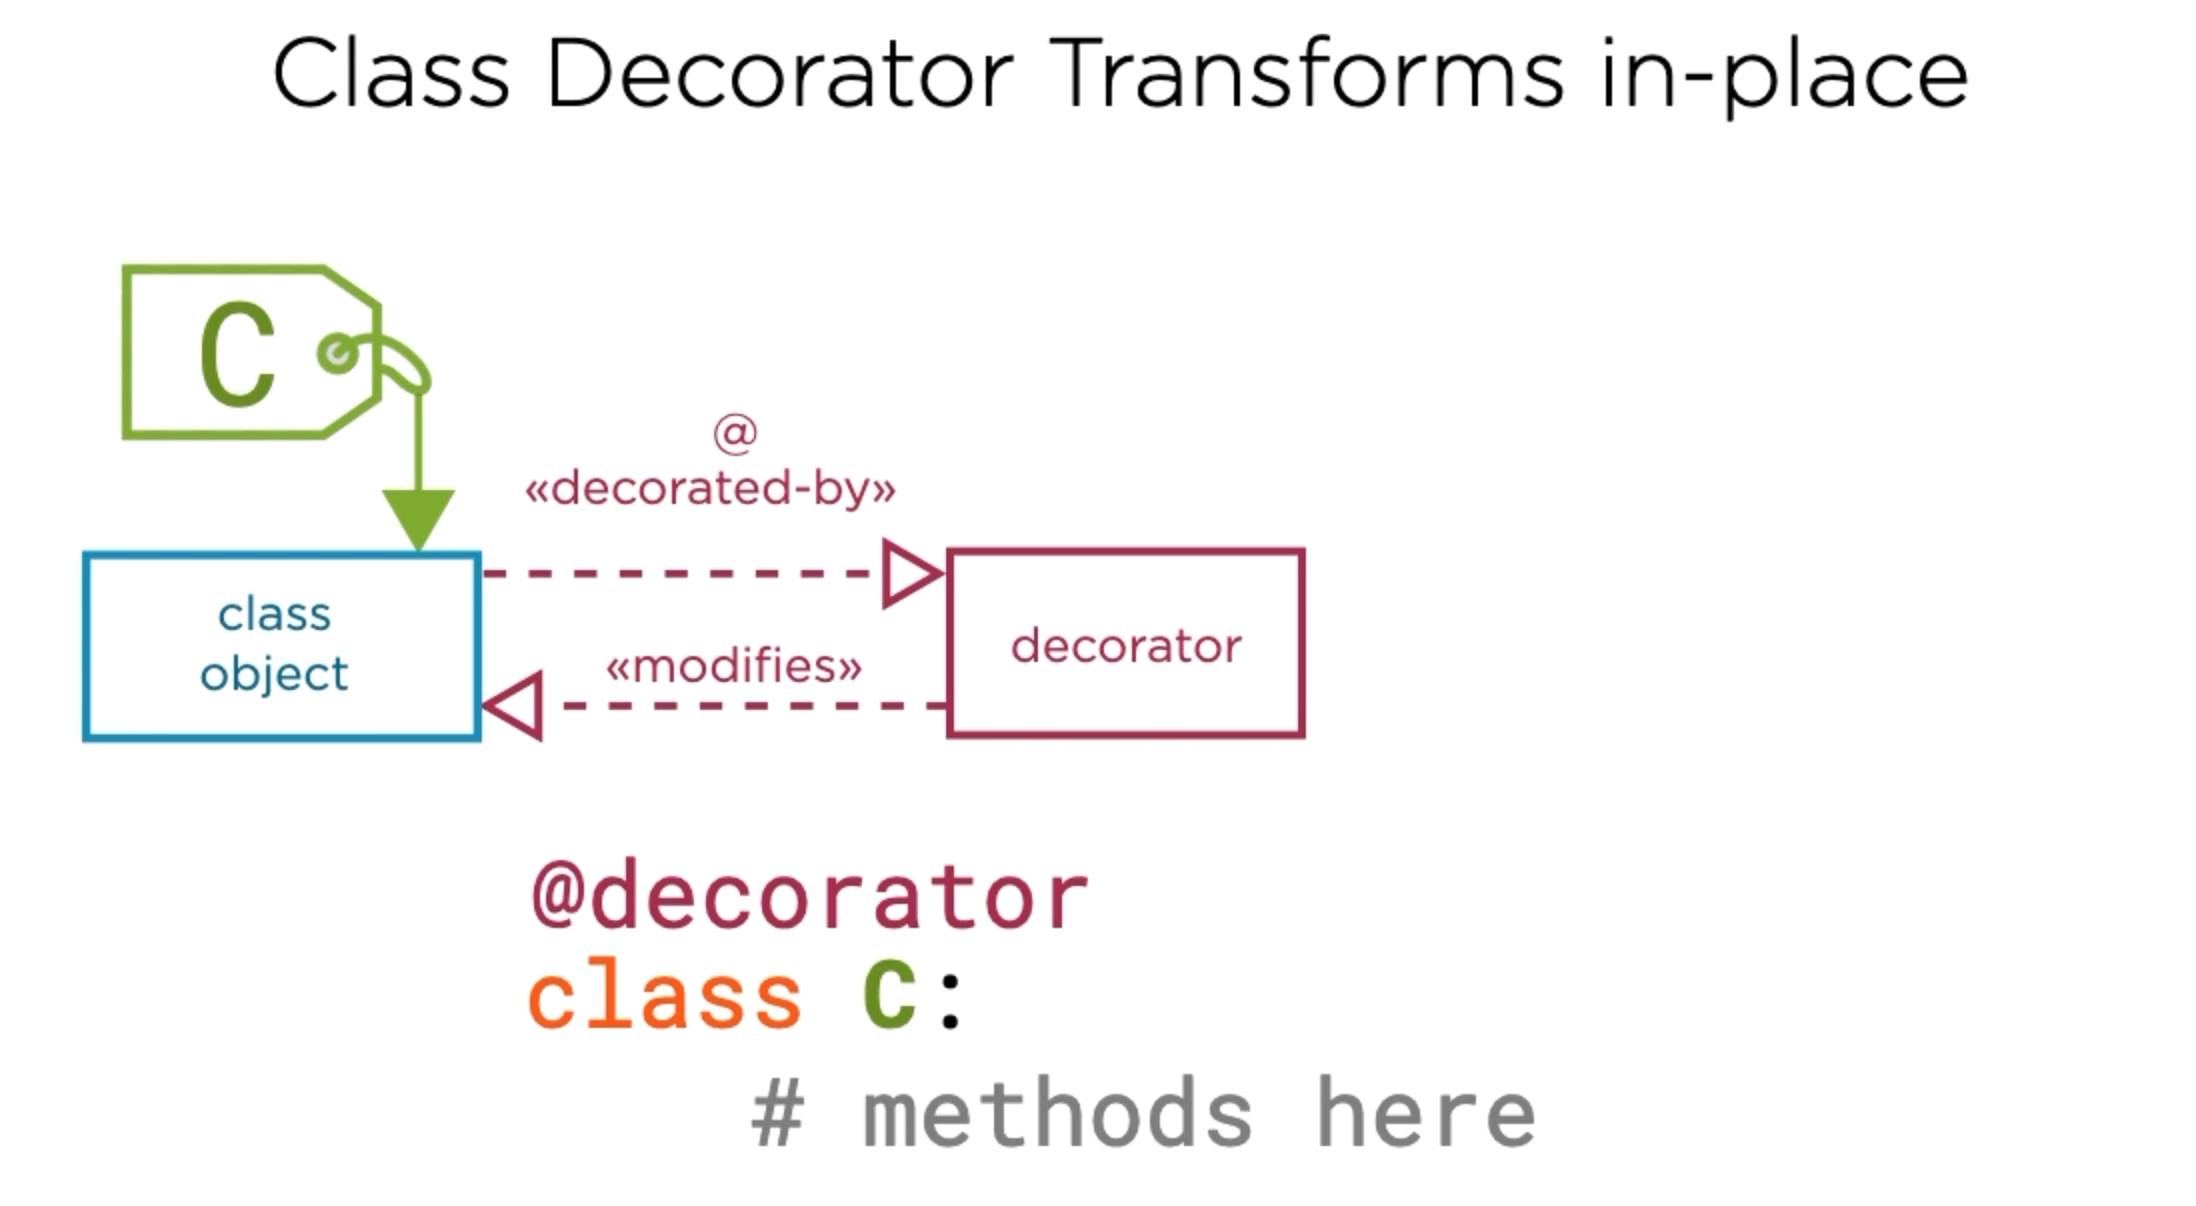 Class Decorator Transforms in-place
C
@
«decorated-by»
class
object
«modifies»
decorator
@decorator
class C:
# methods here